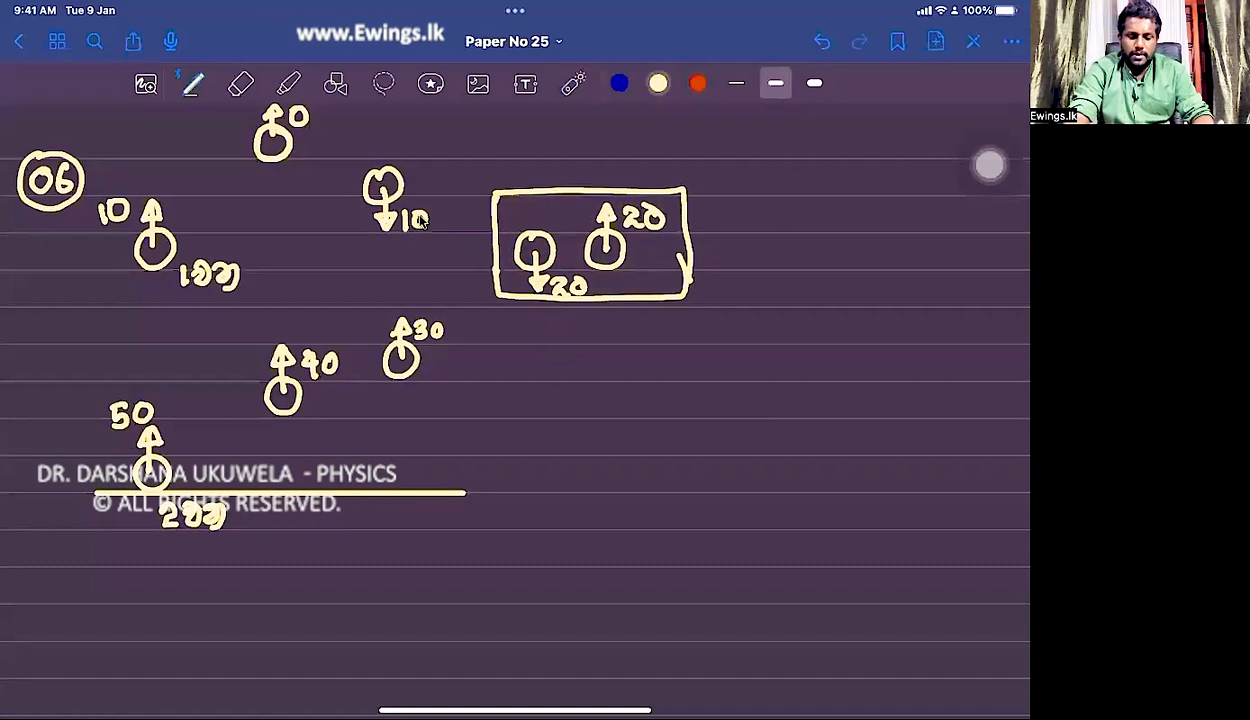 9:41 AM Tue 9 Jan
100%
www.Ewings.lk
Paper No 25
Ewings.lk
0
06
10
10
1වන
20
20
30
40
50
DR. DARSHANA UKUWELA - PHYSICS
© ALL RIGHTS RESERVED.
2වන